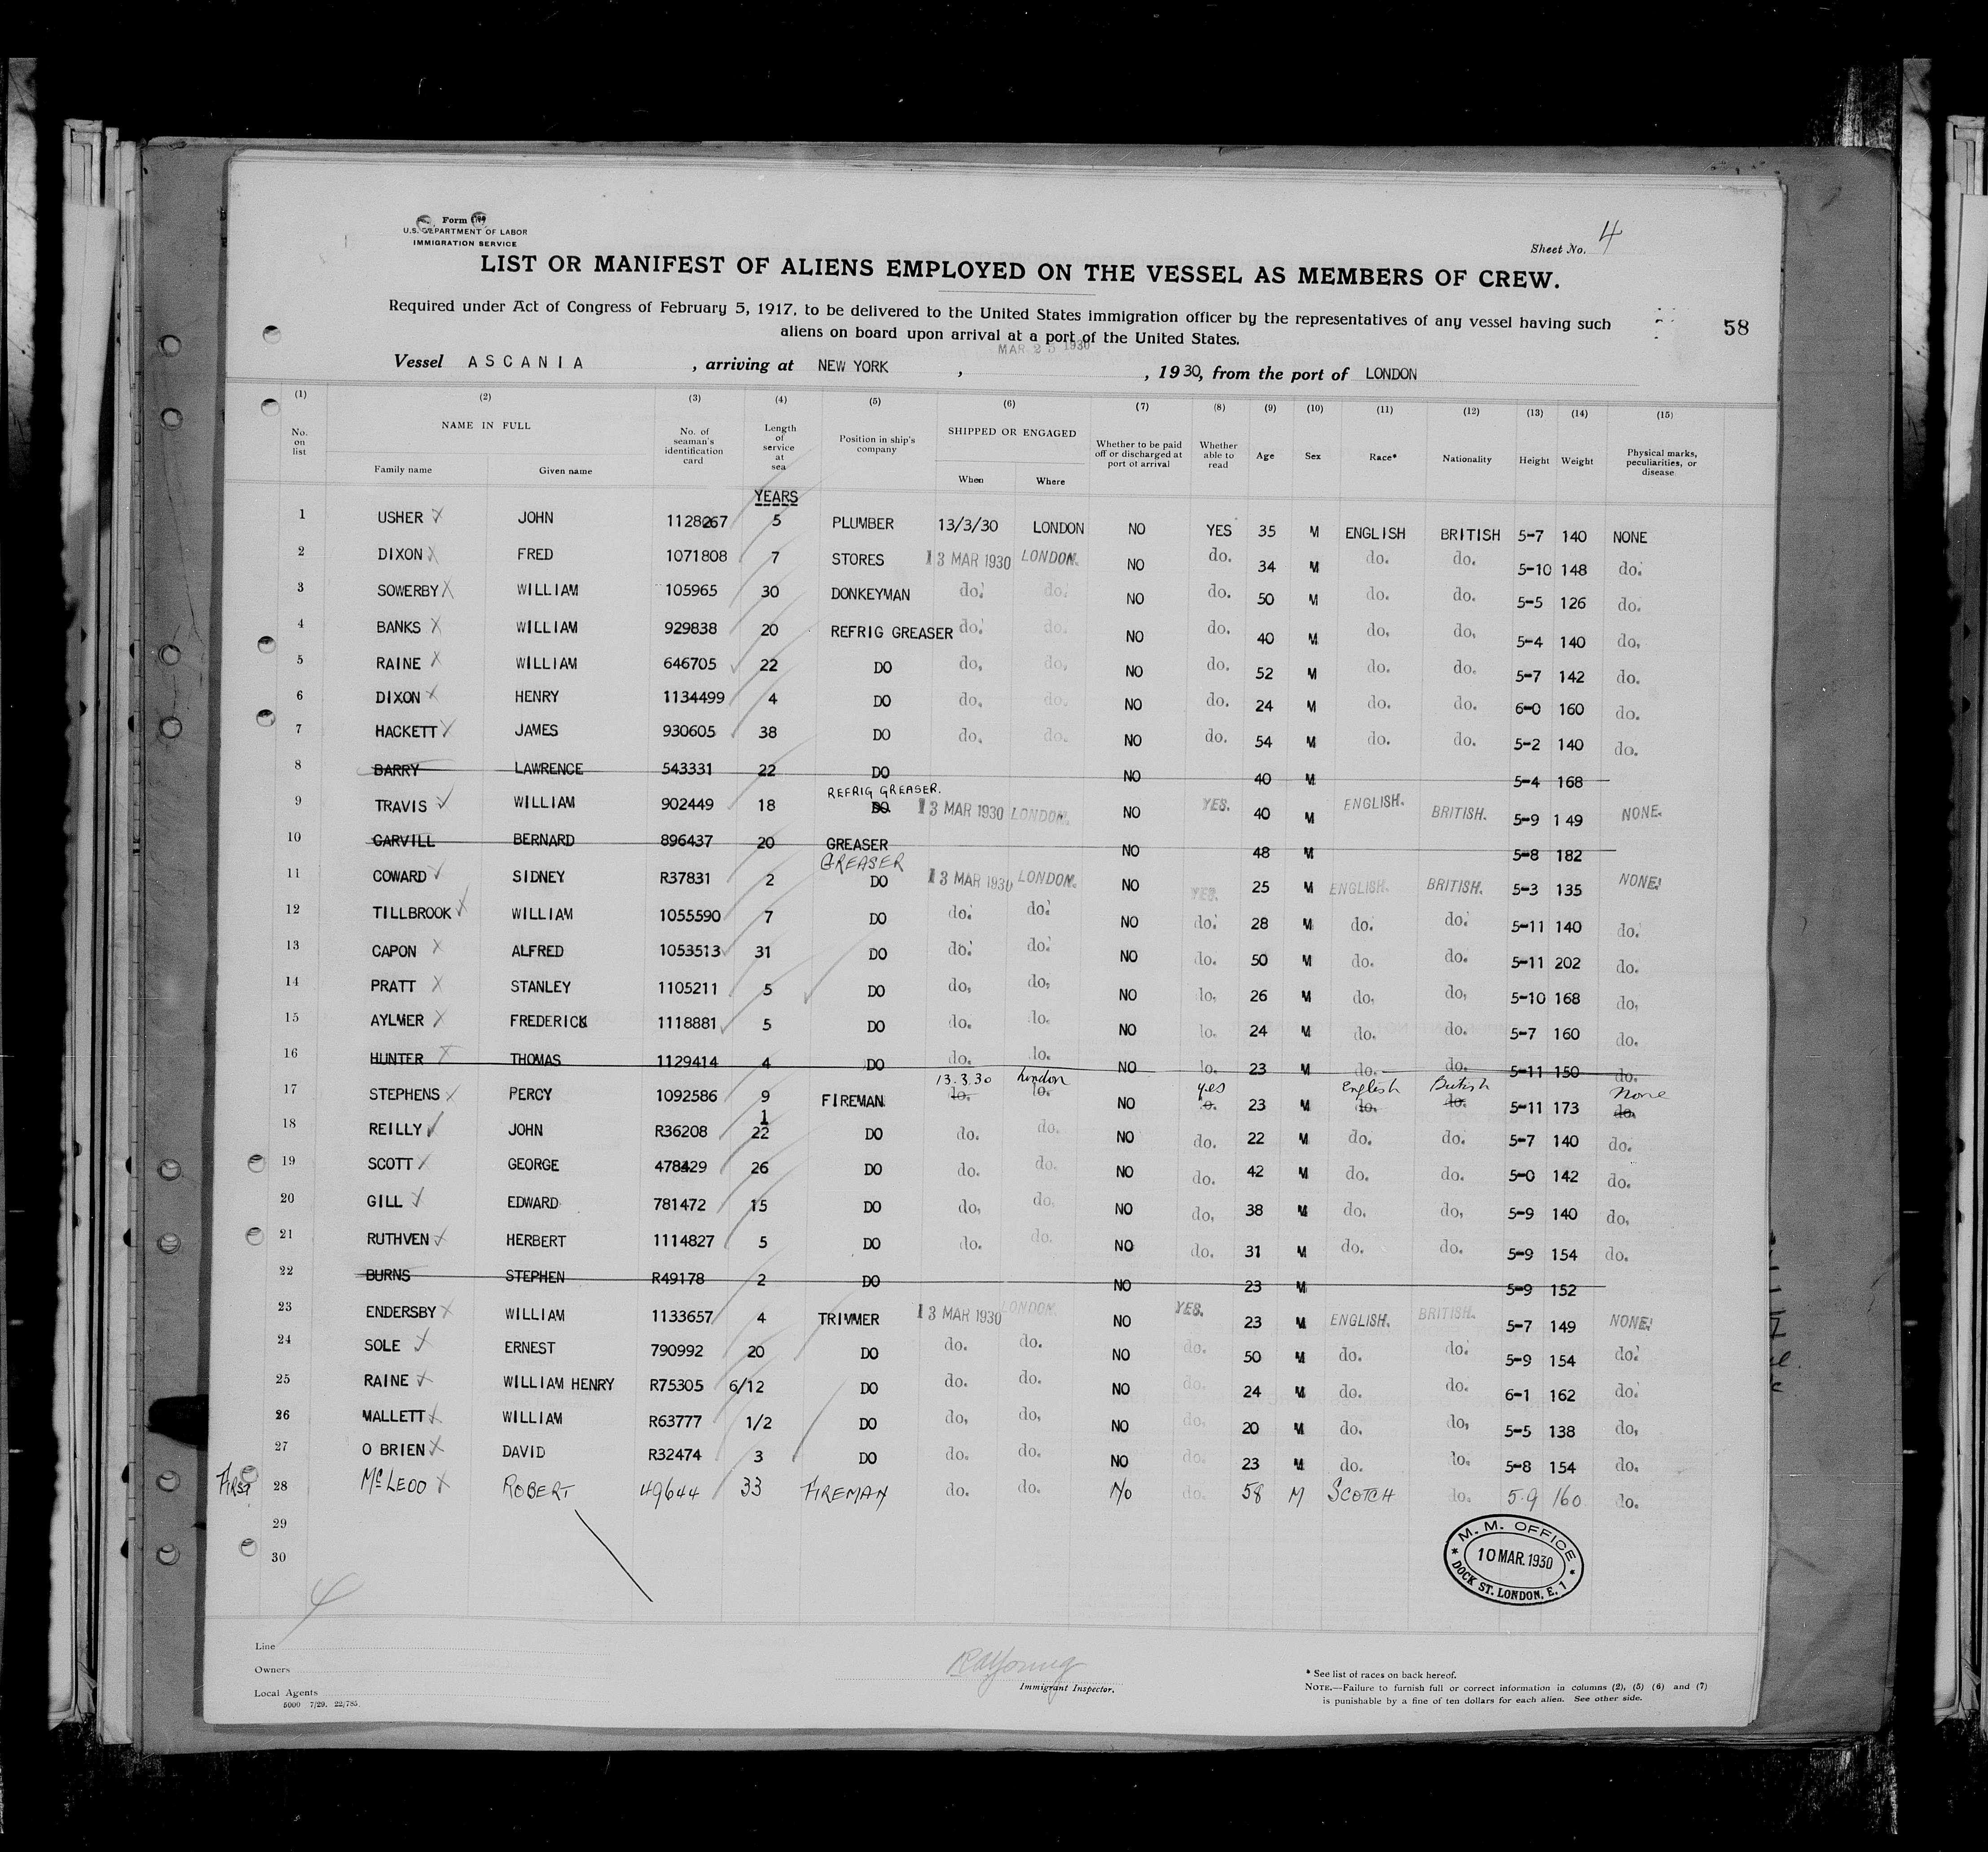 Form
U.S. DEPARTMENT OF LABOR
IMMIGRATION SERVICE
Sheet No. 4
LIST OR MANIFEST OF ALIENS EMPLOYED ON THE VESSEL AS MEMBERS OF CREW.
Required under Act of Congress of February 5, 1917, to be delivered to the United States immigration officer by the representatives of any vessel having such
aliens on board upon arrival at a port of the United States.
58
MAR 25 1930
Vessel ASCANIA , arriving at NEW YORK , , 1930, from the port of LONDON
(1) (2) (3) (4) (5) (6) (7) (8) (9) (10) (11) (12) (13) (14) (15)
No. on list NAME IN FULL Family name Given name No. of seaman's identification card Length of service at sea Position in ship's company SHIPPED OR ENGAGED When Where Whether to be paid off or discharged at port of arrival Whether able to read Age Sex Race* Nationality Height Weight Physical marks, peculiarities, or disease
YEARS
1 USHER JOHN 1128267 5 PLUMBER 13/3/30 LONDON NO YES 35 M ENGLISH BRITISH 5-7 140 NONE
2 DIXON FRED 1071808 7 STORES 13 MAR 1930 LONDON. NO do. 34 M do. do. 5-10 148 do.
3 SOWERBY WILLIAM 105965 30 DONKEYMAN do. do. NO do. 50 M do. do. 5-5 126 do.
4 BANKS WILLIAM 929838 20 REFRIG GREASER do. do. NO do. 40 M do. do. 5-4 140 do.
5 RAINE WILLIAM 646705 22 DO do. do. NO do. 52 M do. do. 5-7 142 do.
6 DIXON HENRY 1134499 4 DO do. do. NO do. 24 M do. do. 6-0 160 do.
7 HACKETT JAMES 930605 38 DO do. do. NO do. 54 M do. do. 5-2 140 do.
8 BARRY LAWRENCE 543331 22 DO NO 40 M 5-4 168
REFRIG GREASER.
9 TRAVIS WILLIAM 902449 18 DO 13 MAR 1930 LONDON. NO YES. 40 M ENGLISH. BRITISH. 5-9 149 NONE.
10 GARVILL BERNARD 896437 20 GREASER NO 48 M 5-8 182
GREASER
11 COWARD SIDNEY R37831 2 DO 13 MAR 1930 LONDON. NO YES. 25 M ENGLISH. BRITISH. 5-3 135 NONE.
12 TILLBROOK WILLIAM 1055590 7 DO do. do. NO do. 28 M do. do. 5-11 140 do.
13 CAPON ALFRED 1053513 31 DO do. do. NO do. 50 M do. do. 5-11 202 do.
14 PRATT STANLEY 1105211 5 DO do. do. NO do. 26 M do. do. 5-10 168 do.
15 AYLMER FREDERICK 1118881 5 DO do. do. NO do. 24 M do. do. 5-7 160 do.
16 HUNTER THOMAS 1129414 4 DO do. do. NO do. 23 M do. do. 5-11 150 do.
13.3.30 London yes English British None
17 STEPHENS PERCY 1092586 9 FIREMAN do. do. NO do. 23 M do. do. 5-11 173 do.
1
18 REILLY JOHN R36208 22 DO do. do. NO do. 22 M do. do. 5-7 140 do.
19 SCOTT GEORGE 478429 26 DO do. do. NO do. 42 M do. do. 5-0 142 do.
20 GILL EDWARD 781472 15 DO do. do. NO do. 38 M do. do. 5-9 140 do.
21 RUTHVEN HERBERT 1114827 5 DO do. do. NO do. 31 M do. do. 5-9 154 do.
22 BURNS STEPHEN R49178 2 DO NO 23 M 5-9 152
23 ENDERSBY WILLIAM 1133657 4 TRIMMER 13 MAR 1930 LONDON. NO YES. 23 M ENGLISH. BRITISH. 5-7 149 NONE.
24 SOLE ERNEST 790992 20 DO do. do. NO do. 50 M do. do. 5-9 154 do.
25 RAINE WILLIAM HENRY R75305 6/12 DO do. do. NO do. 24 M do. do. 6-1 162 do.
26 MALLETT WILLIAM R63777 1/2 DO do. do. NO do. 20 M do. do. 5-5 138 do.
27 O BRIEN DAVID R32474 3 DO do. do. NO do. 23 M do. do. 5-8 154 do.
FIRST 28 McLEOD ROBERT 49644 33 FIREMAN do. do. No do. 58 M SCOTCH do. 5.9 160 do.
29
30
M. M. OFFICE
10 MAR. 1930
DOCK ST. LONDON, E. 1
4
Line
Owners
Local Agents
5000 7/29. 22/785.
Immigrant Inspector.
* See list of races on back hereof.
NOTE.—Failure to furnish full or correct information in columns (2), (5) (6) and (7)
is punishable by a fine of ten dollars for each alien. See other side.